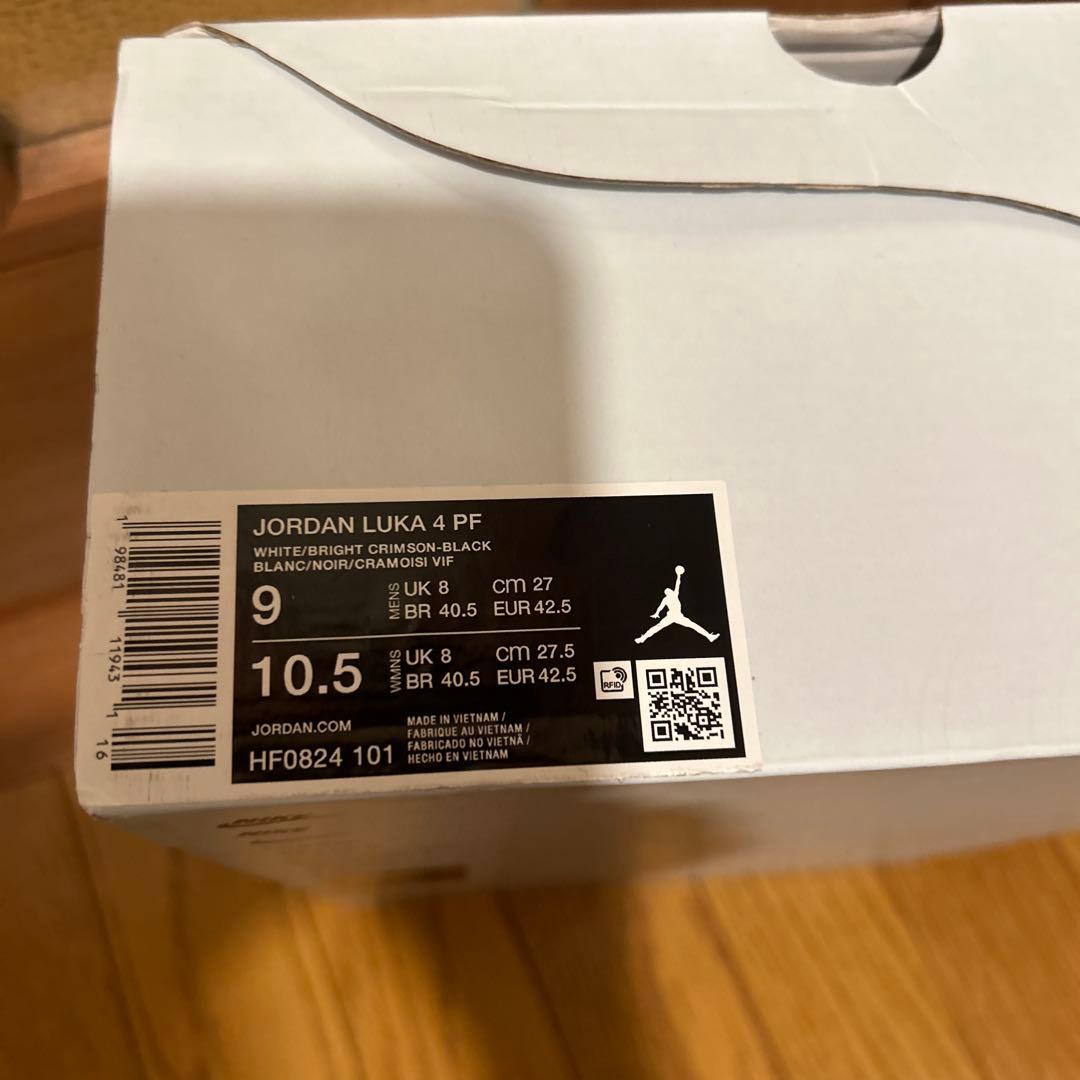 JORDAN LUKA 4 PF
WHITE/BRIGHT CRIMSON-BLACK
BLANC/NOIR/CRAMOISI VIF
9 MENS UK 8 cm 27
BR 40.5 EUR 42.5
10.5 WMNS UK 8 cm 27.5
BR 40.5 EUR 42.5
RFID
JORDAN.COM
HF0824 101
MADE IN VIETNAM /
FABRIQUE AU VIETNAM /
FABRICADO NO VIETNÃ /
HECHO EN VIETNAM
1 98481 11943 1
16